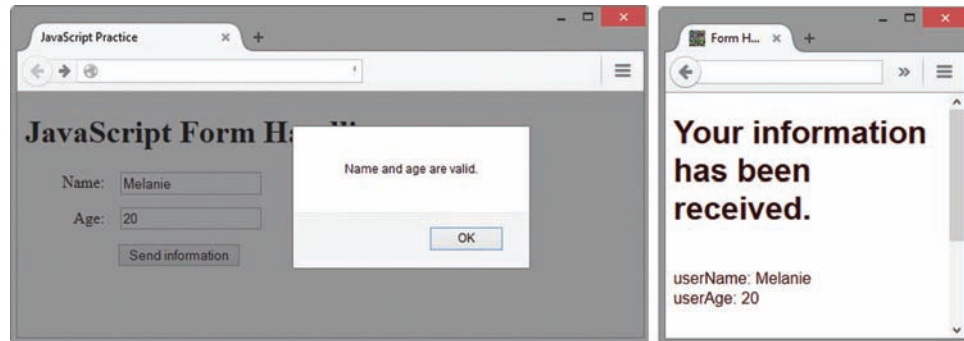 JavaScript Practice
JavaScript Form
Name: Melanie
Age: 20
Send information
Name and age are valid.
OK
Form H...
Your information
has been
received.
userName: Melanie
userAge: 20